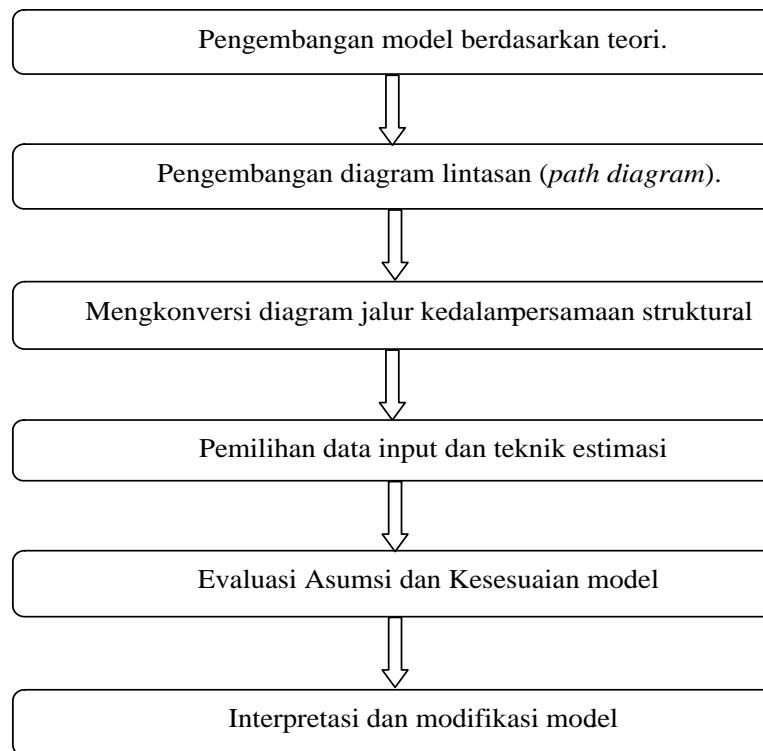 Pengembangan model berdasarkan teori.
Pengembangan diagram lintasan (path diagram).
Mengkonversi diagram jalur kedalampersamaan struktural.
Pemilihan data input dan teknik estimasi
Evaluasi Asumsi dan Kesesuaian model
Interpretasi dan modifikasi model